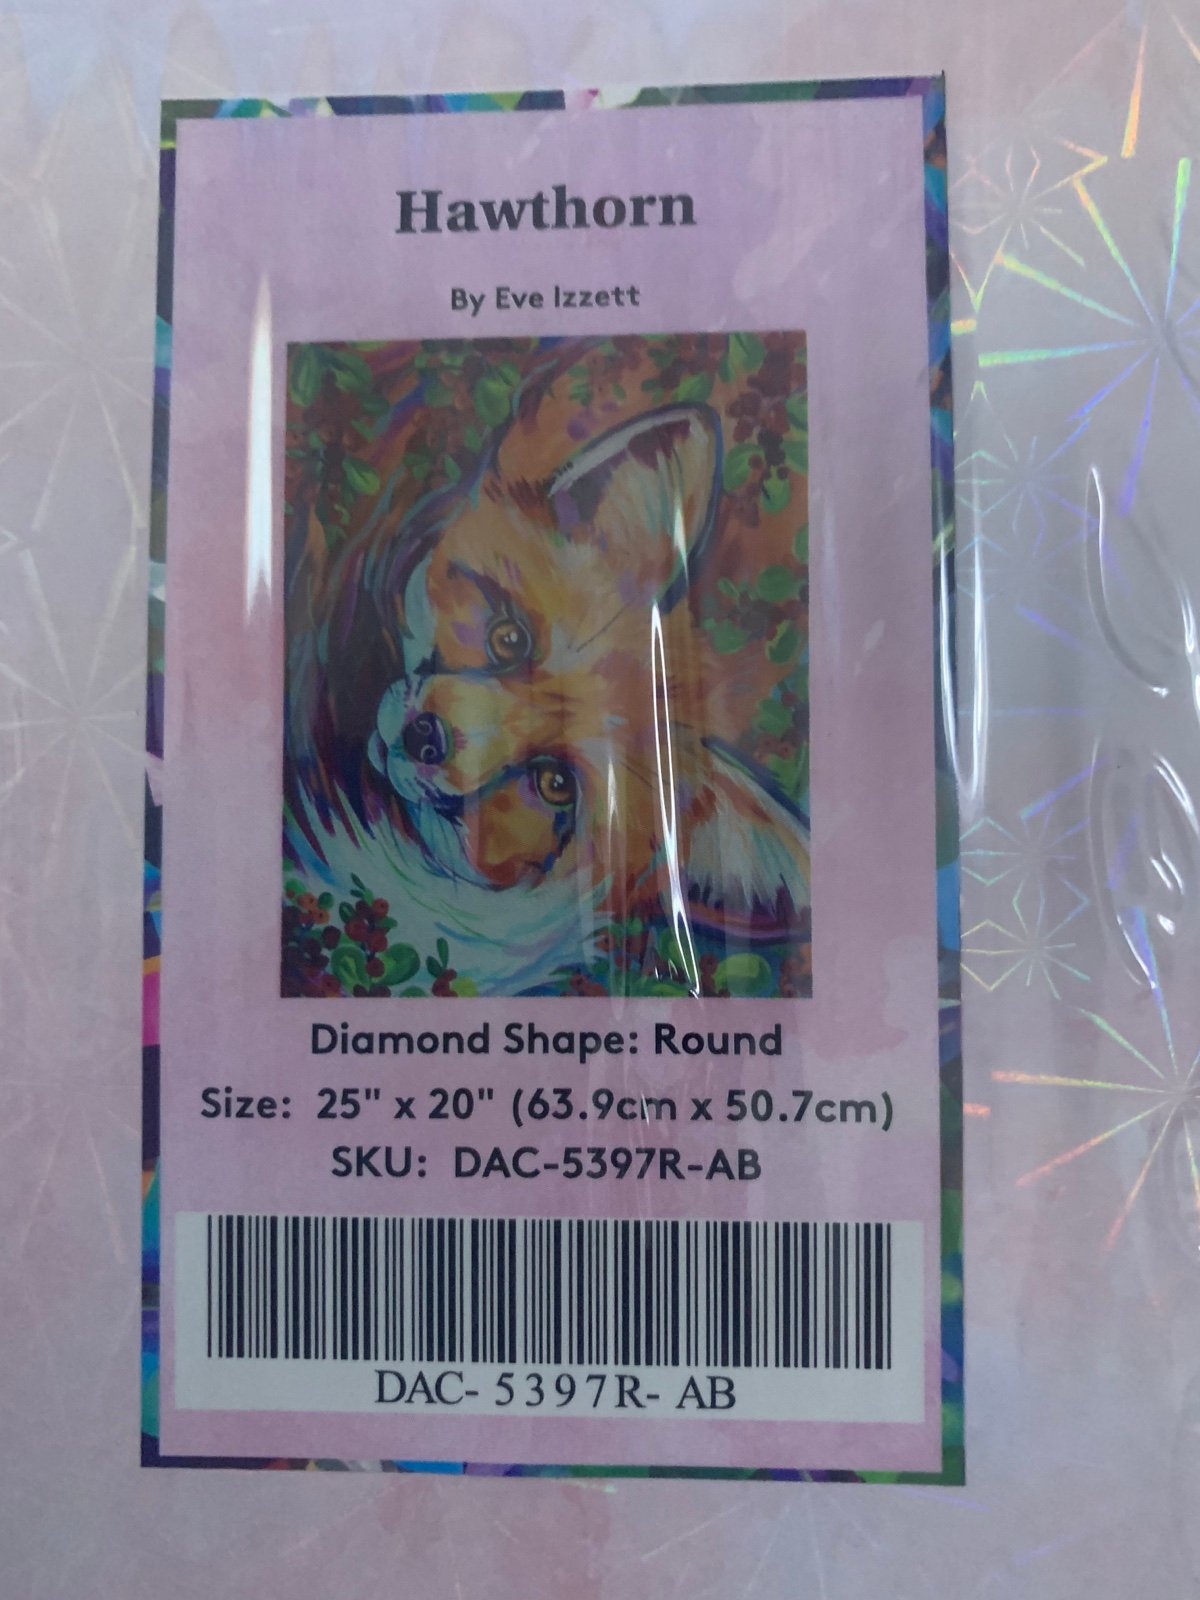 Hawthorn
By Eve Izzett
Diamond Shape: Round
Size: 25" x 20" (63.9cm x 50.7cm)
SKU: DAC-5397R-AB
DAC- 5397R- AB